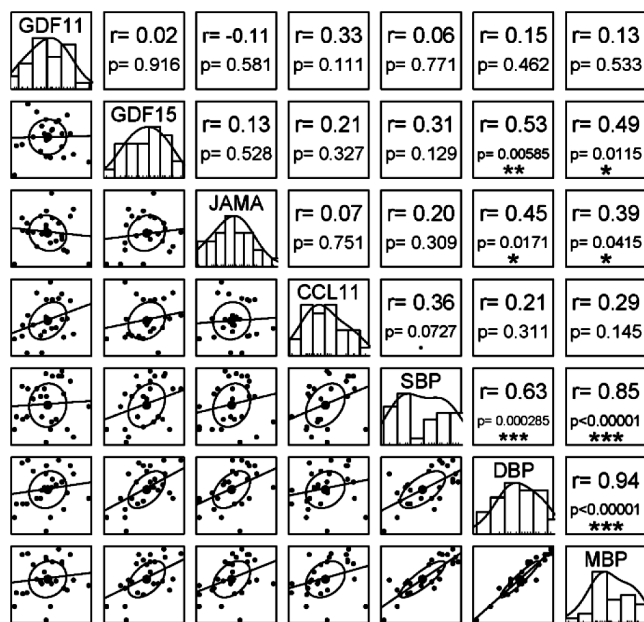 GDF11
r= 0.02
p= 0.916
r= -0.11
p= 0.581
r= 0.33
p= 0.111
r= 0.06
p= 0.771
r= 0.15
p= 0.462
r= 0.13
p= 0.533
GDF15
r= 0.13
p= 0.528
r= 0.21
p= 0.327
r= 0.31
p= 0.129
r= 0.53
p= 0.00585
**
r= 0.49
p= 0.0115
*
JAMA
r= 0.07
p= 0.751
r= 0.20
p= 0.309
r= 0.45
p= 0.0171
*
r= 0.39
p= 0.0415
*
CCL11
r= 0.36
p= 0.0727
.
r= 0.21
p= 0.311
r= 0.29
p= 0.145
SBP
r= 0.63
p= 0.000285
***
r= 0.85
p<0.00001
***
DBP
r= 0.94
p<0.00001
***
MBP